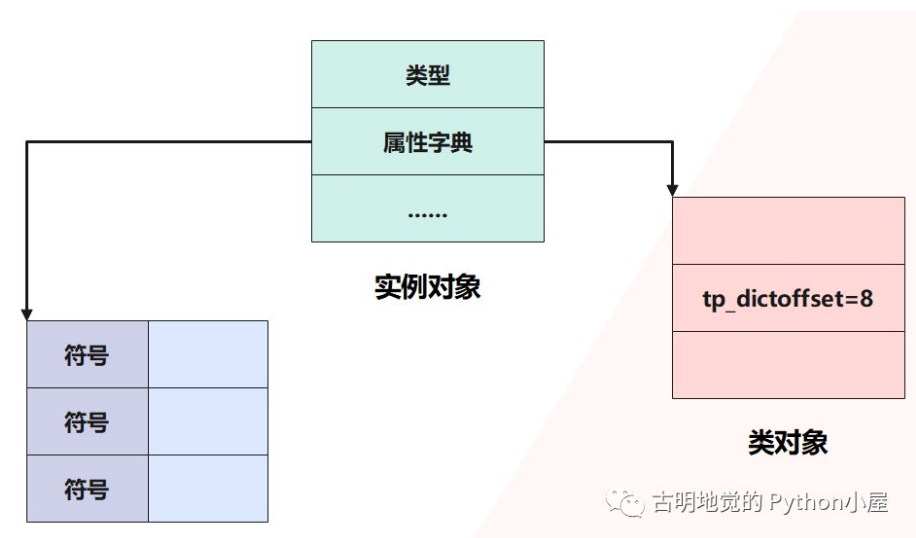 类型
属性字典
......
实例对象
tp_dictoffset=8
类对象
符号
符号
符号
古明地觉的 Python小屋